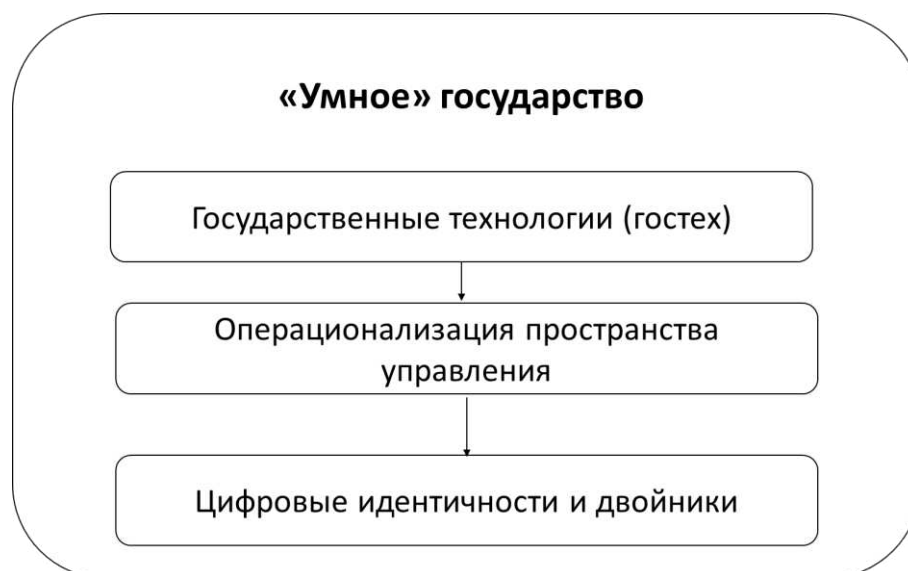 «Умное» государство
Государственные технологии (гостех)
Операционализация пространства
управления
Цифровые идентичности и двойники